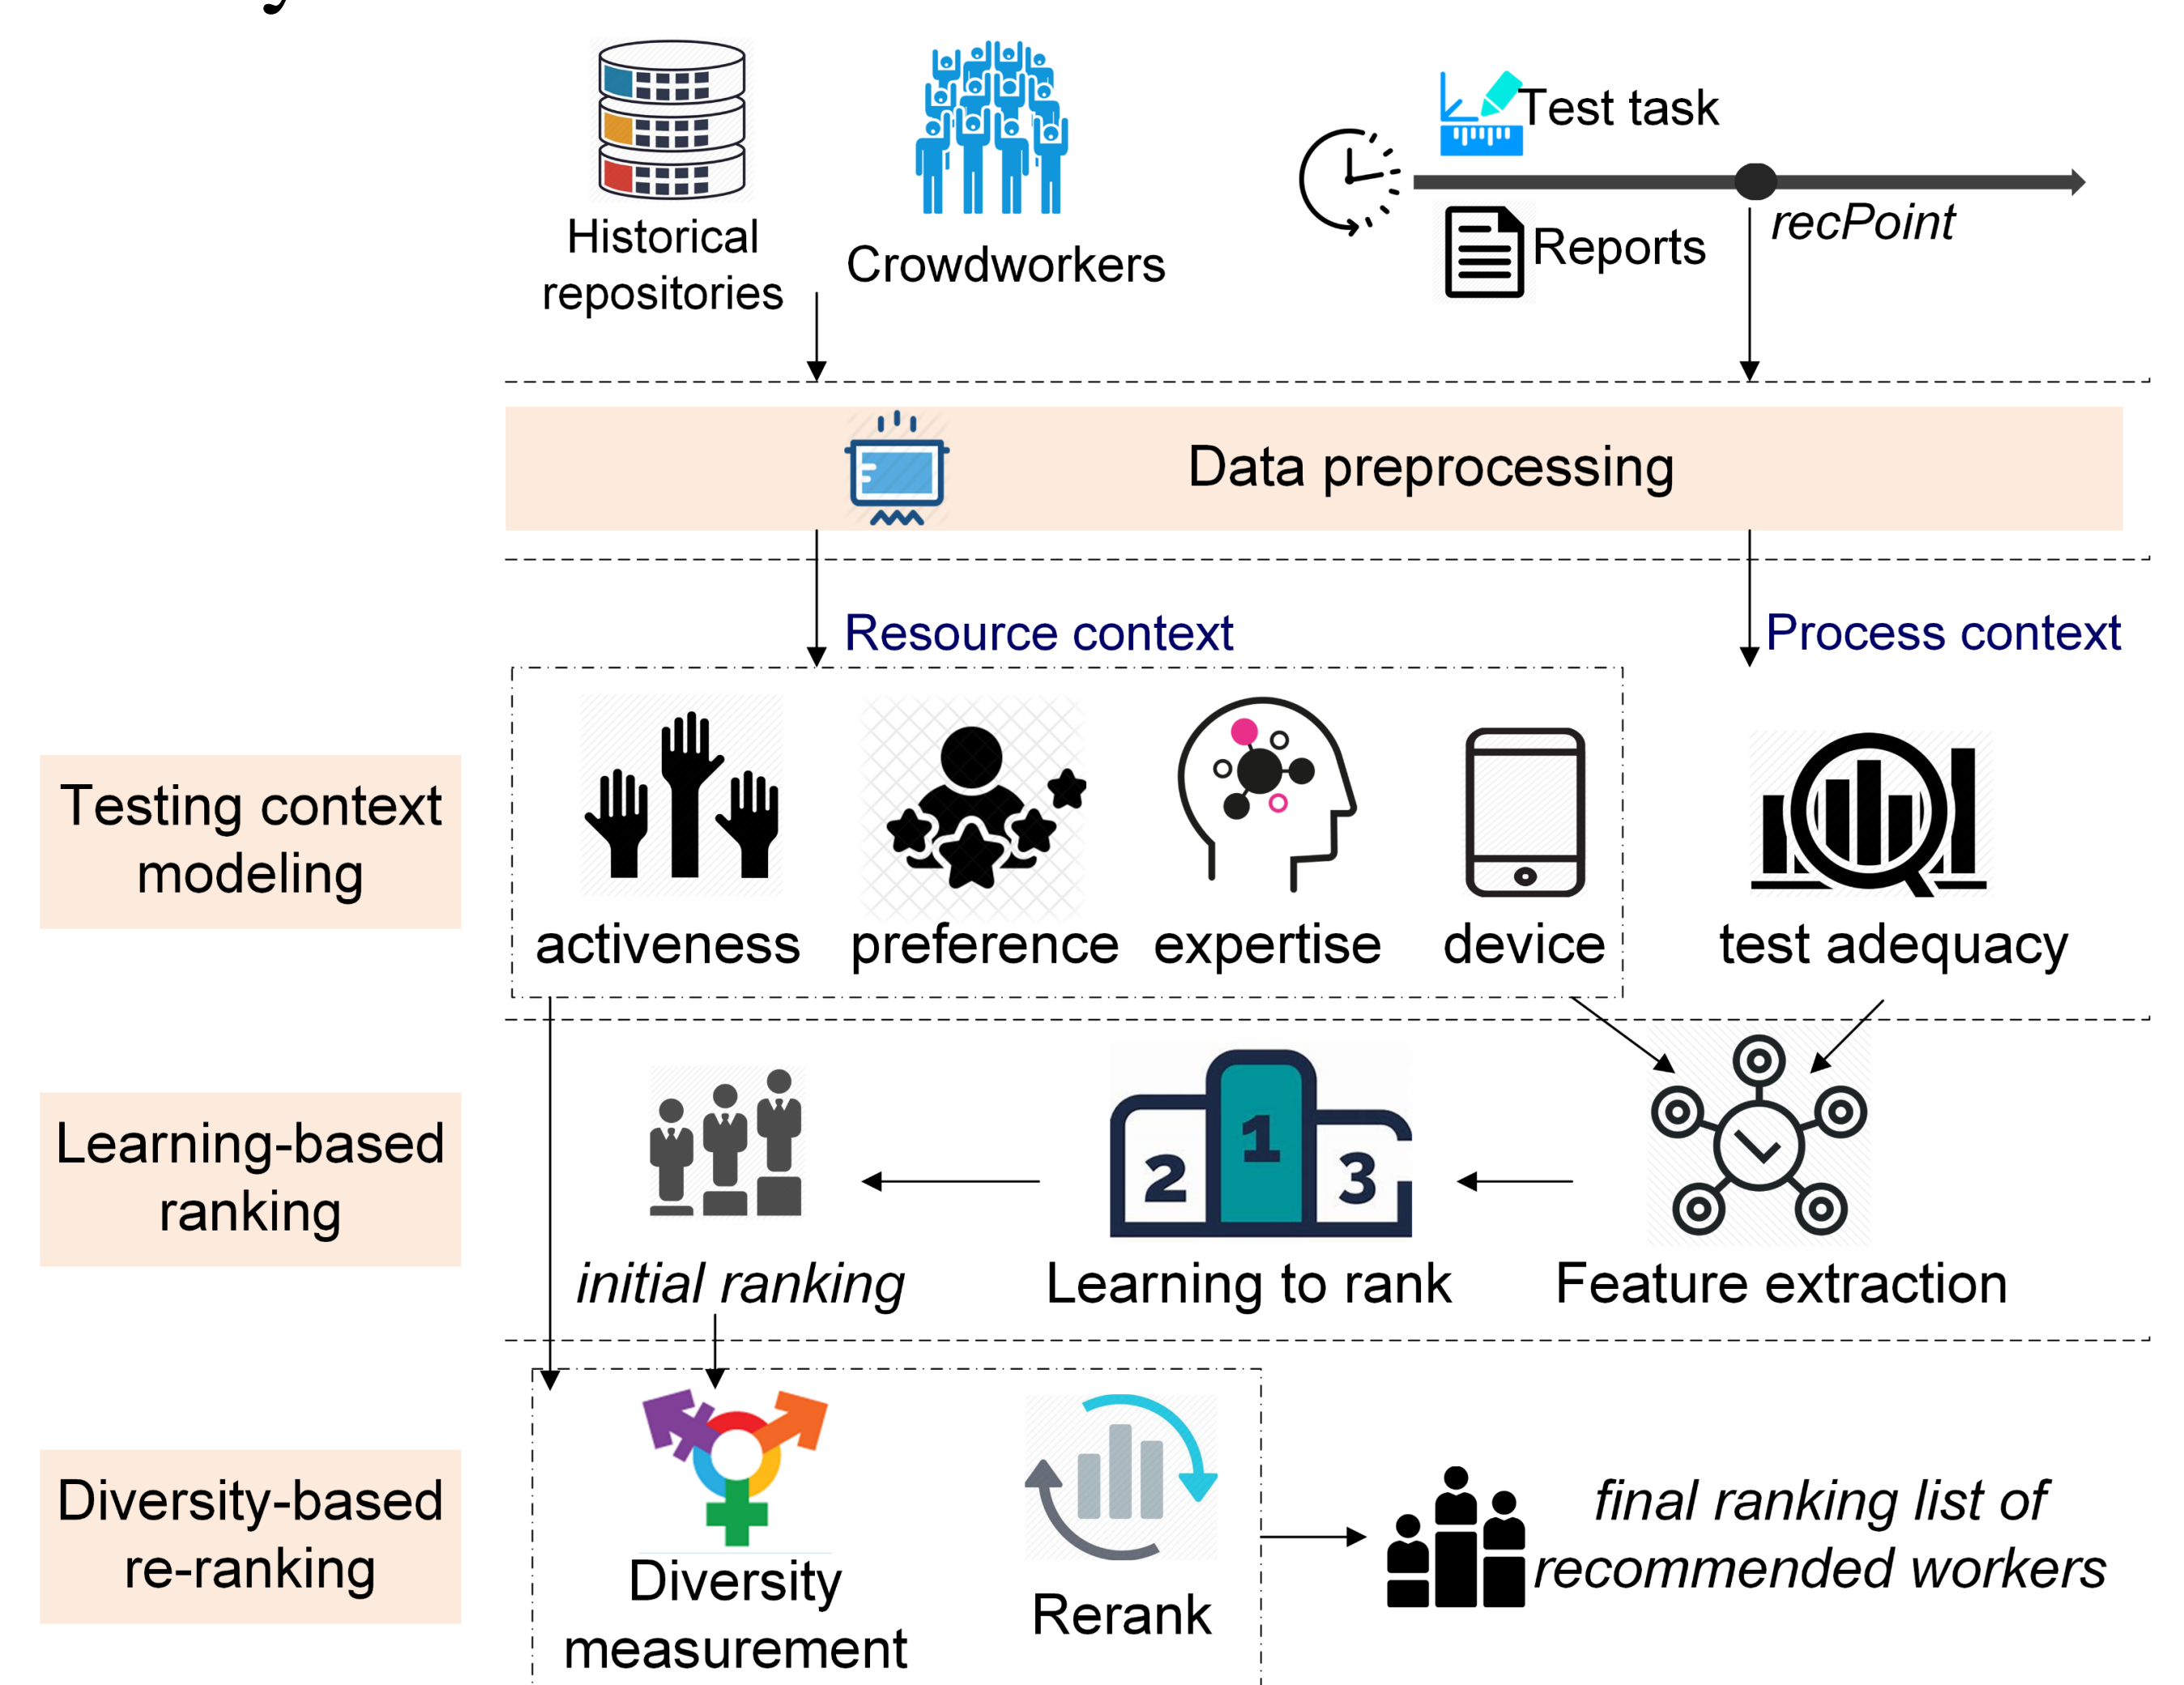 Historical
repositories
Crowdworkers
Test task
Reports
recPoint
Data preprocessing
Resource context
Process context
Testing context
modeling
activeness
preference
expertise
device
test adequacy
Learning-based
ranking
2
1
3
initial ranking
Learning to rank
Feature extraction
Diversity-based
re-ranking
Diversity
measurement
Rerank
final ranking list of
recommended workers